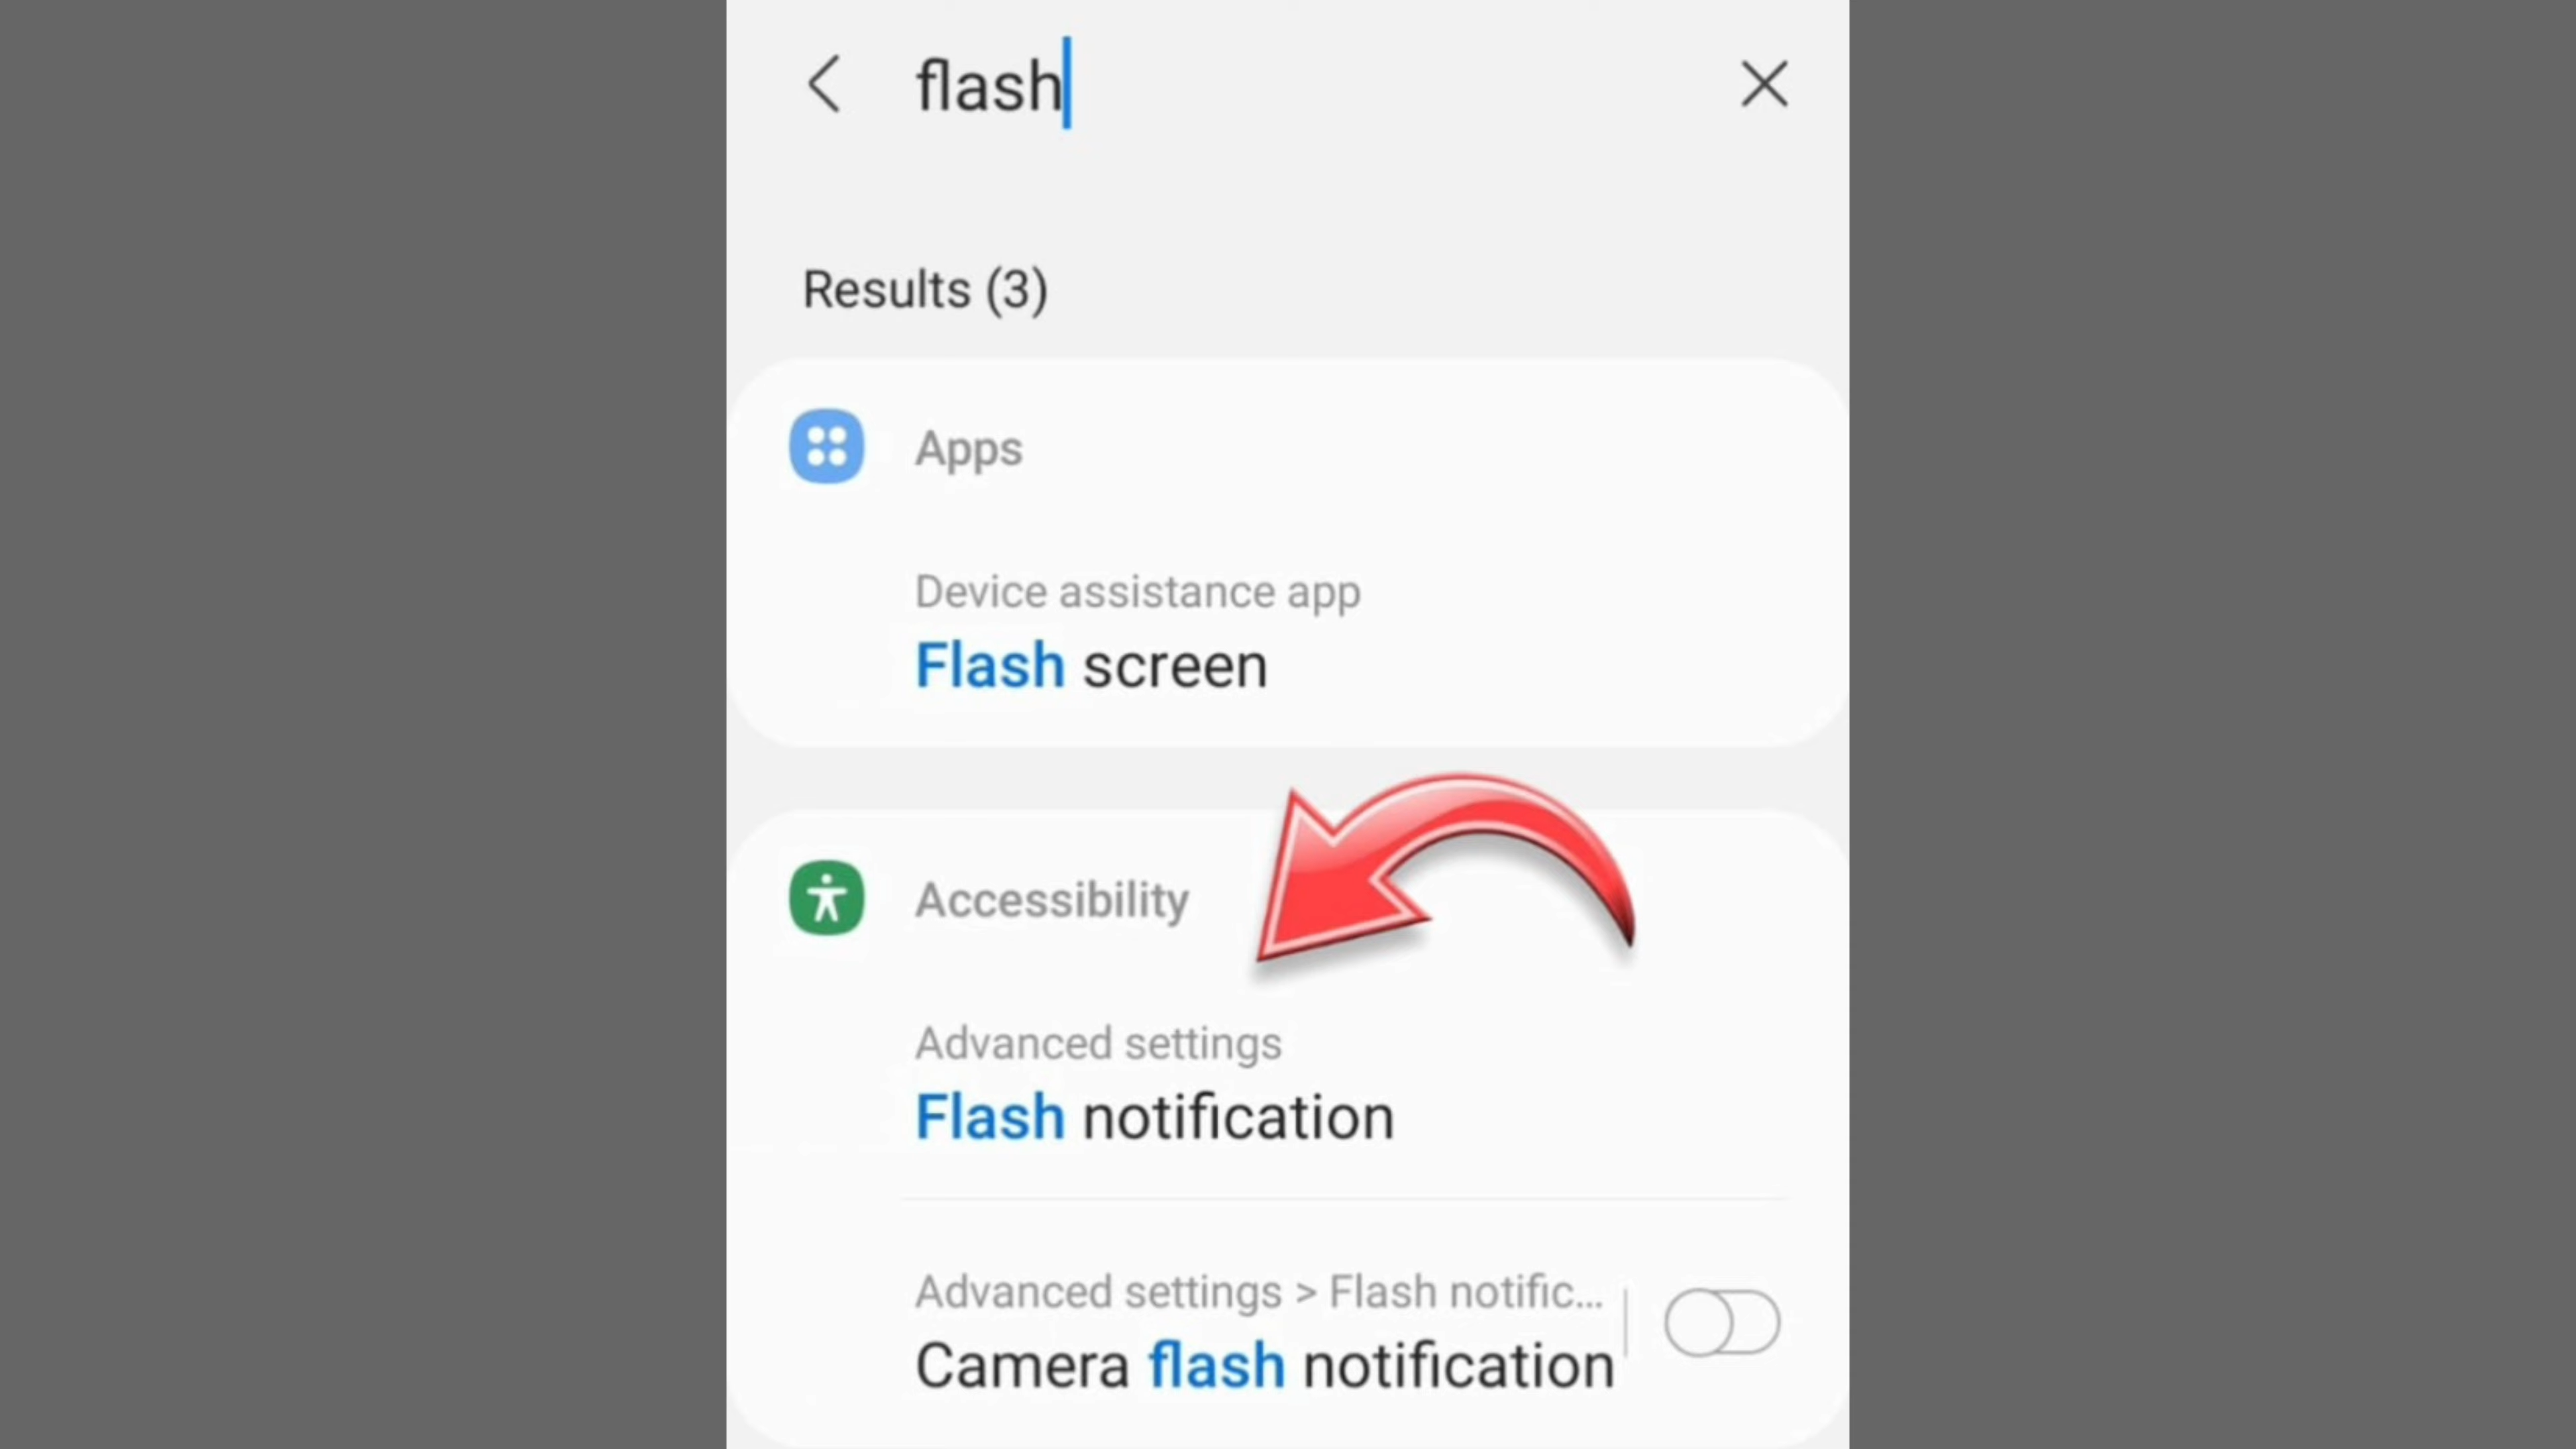 flash
Results (3)
Apps
Device assistance app
Flash screen
Accessibility
Advanced settings
Flash notification
Advanced settings > Flash notific...
Camera flash notification